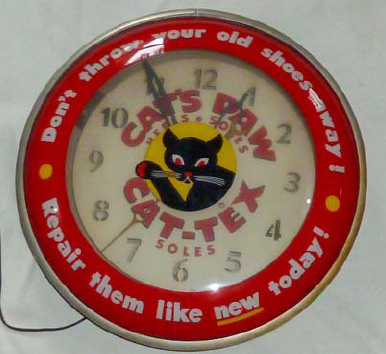 Don't throw your old shoes away!
12
1
2
3
4
5
6
7
8
9
10
CAT'S PAW
HEELS • SOLES
CAT-TEX
SOLES
Repair them like new today!